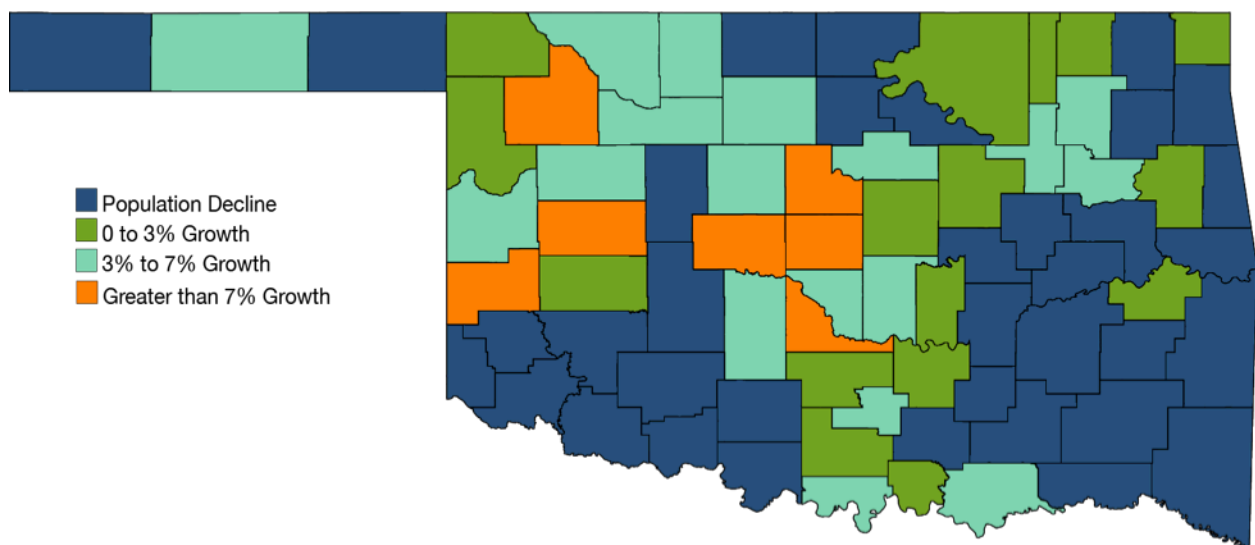 Population Decline
0 to 3% Growth
3% to 7% Growth
Greater than 7% Growth